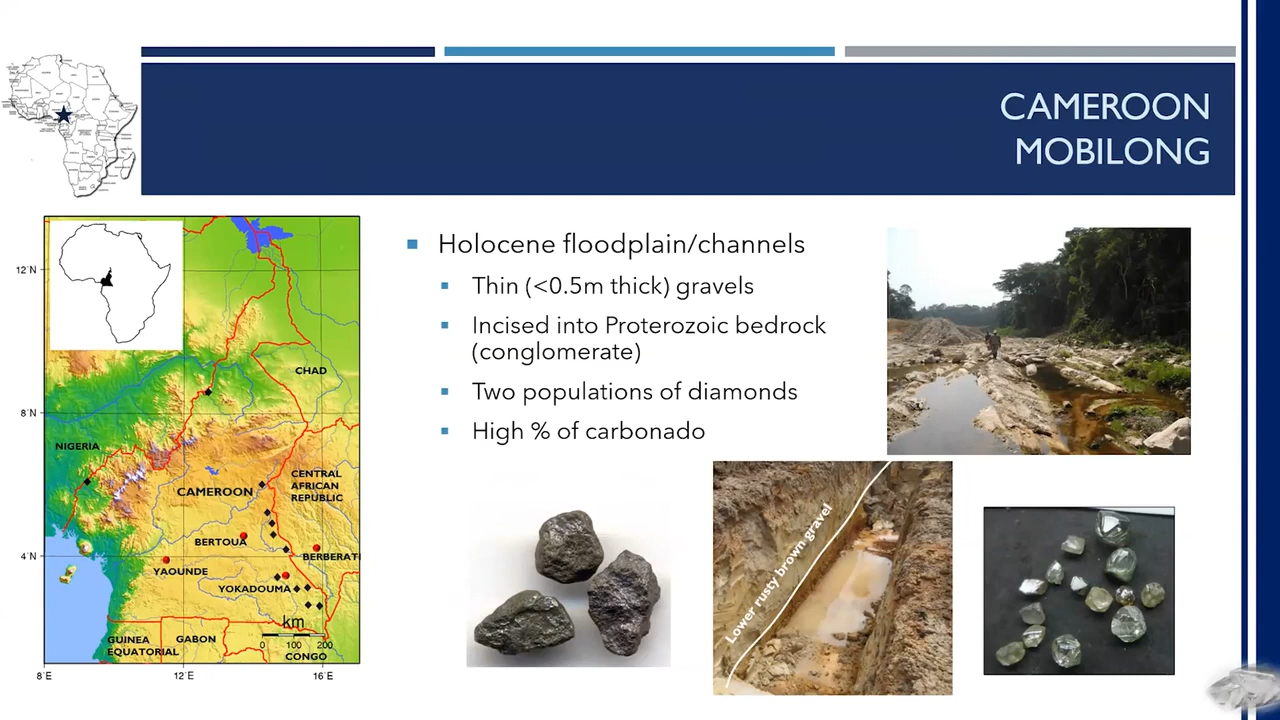 CAMEROON
MOBILONG
Holocene floodplain/channels
Thin (<0.5m thick) gravels
Incised into Proterozoic bedrock
(conglomerate)
Two populations of diamonds
High % of carbonado
12°N
8°N
4°N
8°E
12°E
16°E
CHAD
NIGERIA
CENTRAL
AFRICAN
REPUBLIC
CAMEROON
BERTOUA
BERBERATI
YAOUNDE
YOKADOUMA
km
0 100 200
GUINEA
EQUATORIAL
GABON
CONGO
Lower rusty brown gravel